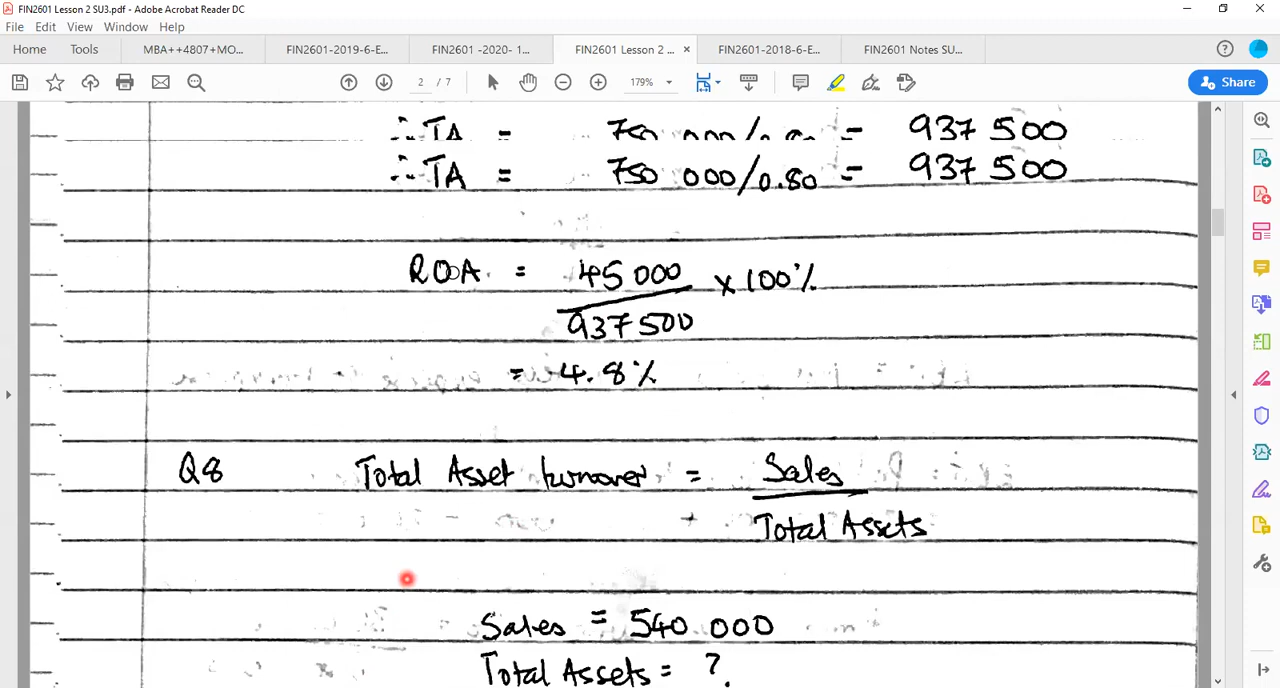 FIN2601 Lesson 2 SU3.pdf - Adobe Acrobat Reader DC
File Edit View Window Help
Home Tools MBA++4807+MO... FIN2601-2019-6-E... FIN2601 -2020- 1... FIN2601 Lesson 2 ... × FIN2601-2018-6-E... FIN2601 Notes SU...
2 / 7 179% Share
∴ TA = = 937 500
∴ TA = 750 000/0.80 = 937 500
ROA = 45 000 × 100%
937 500
= 4.8%
Q8 Total Asset turnover = Sales
Total Assets
Sales = 540 000
Total Assets = ?